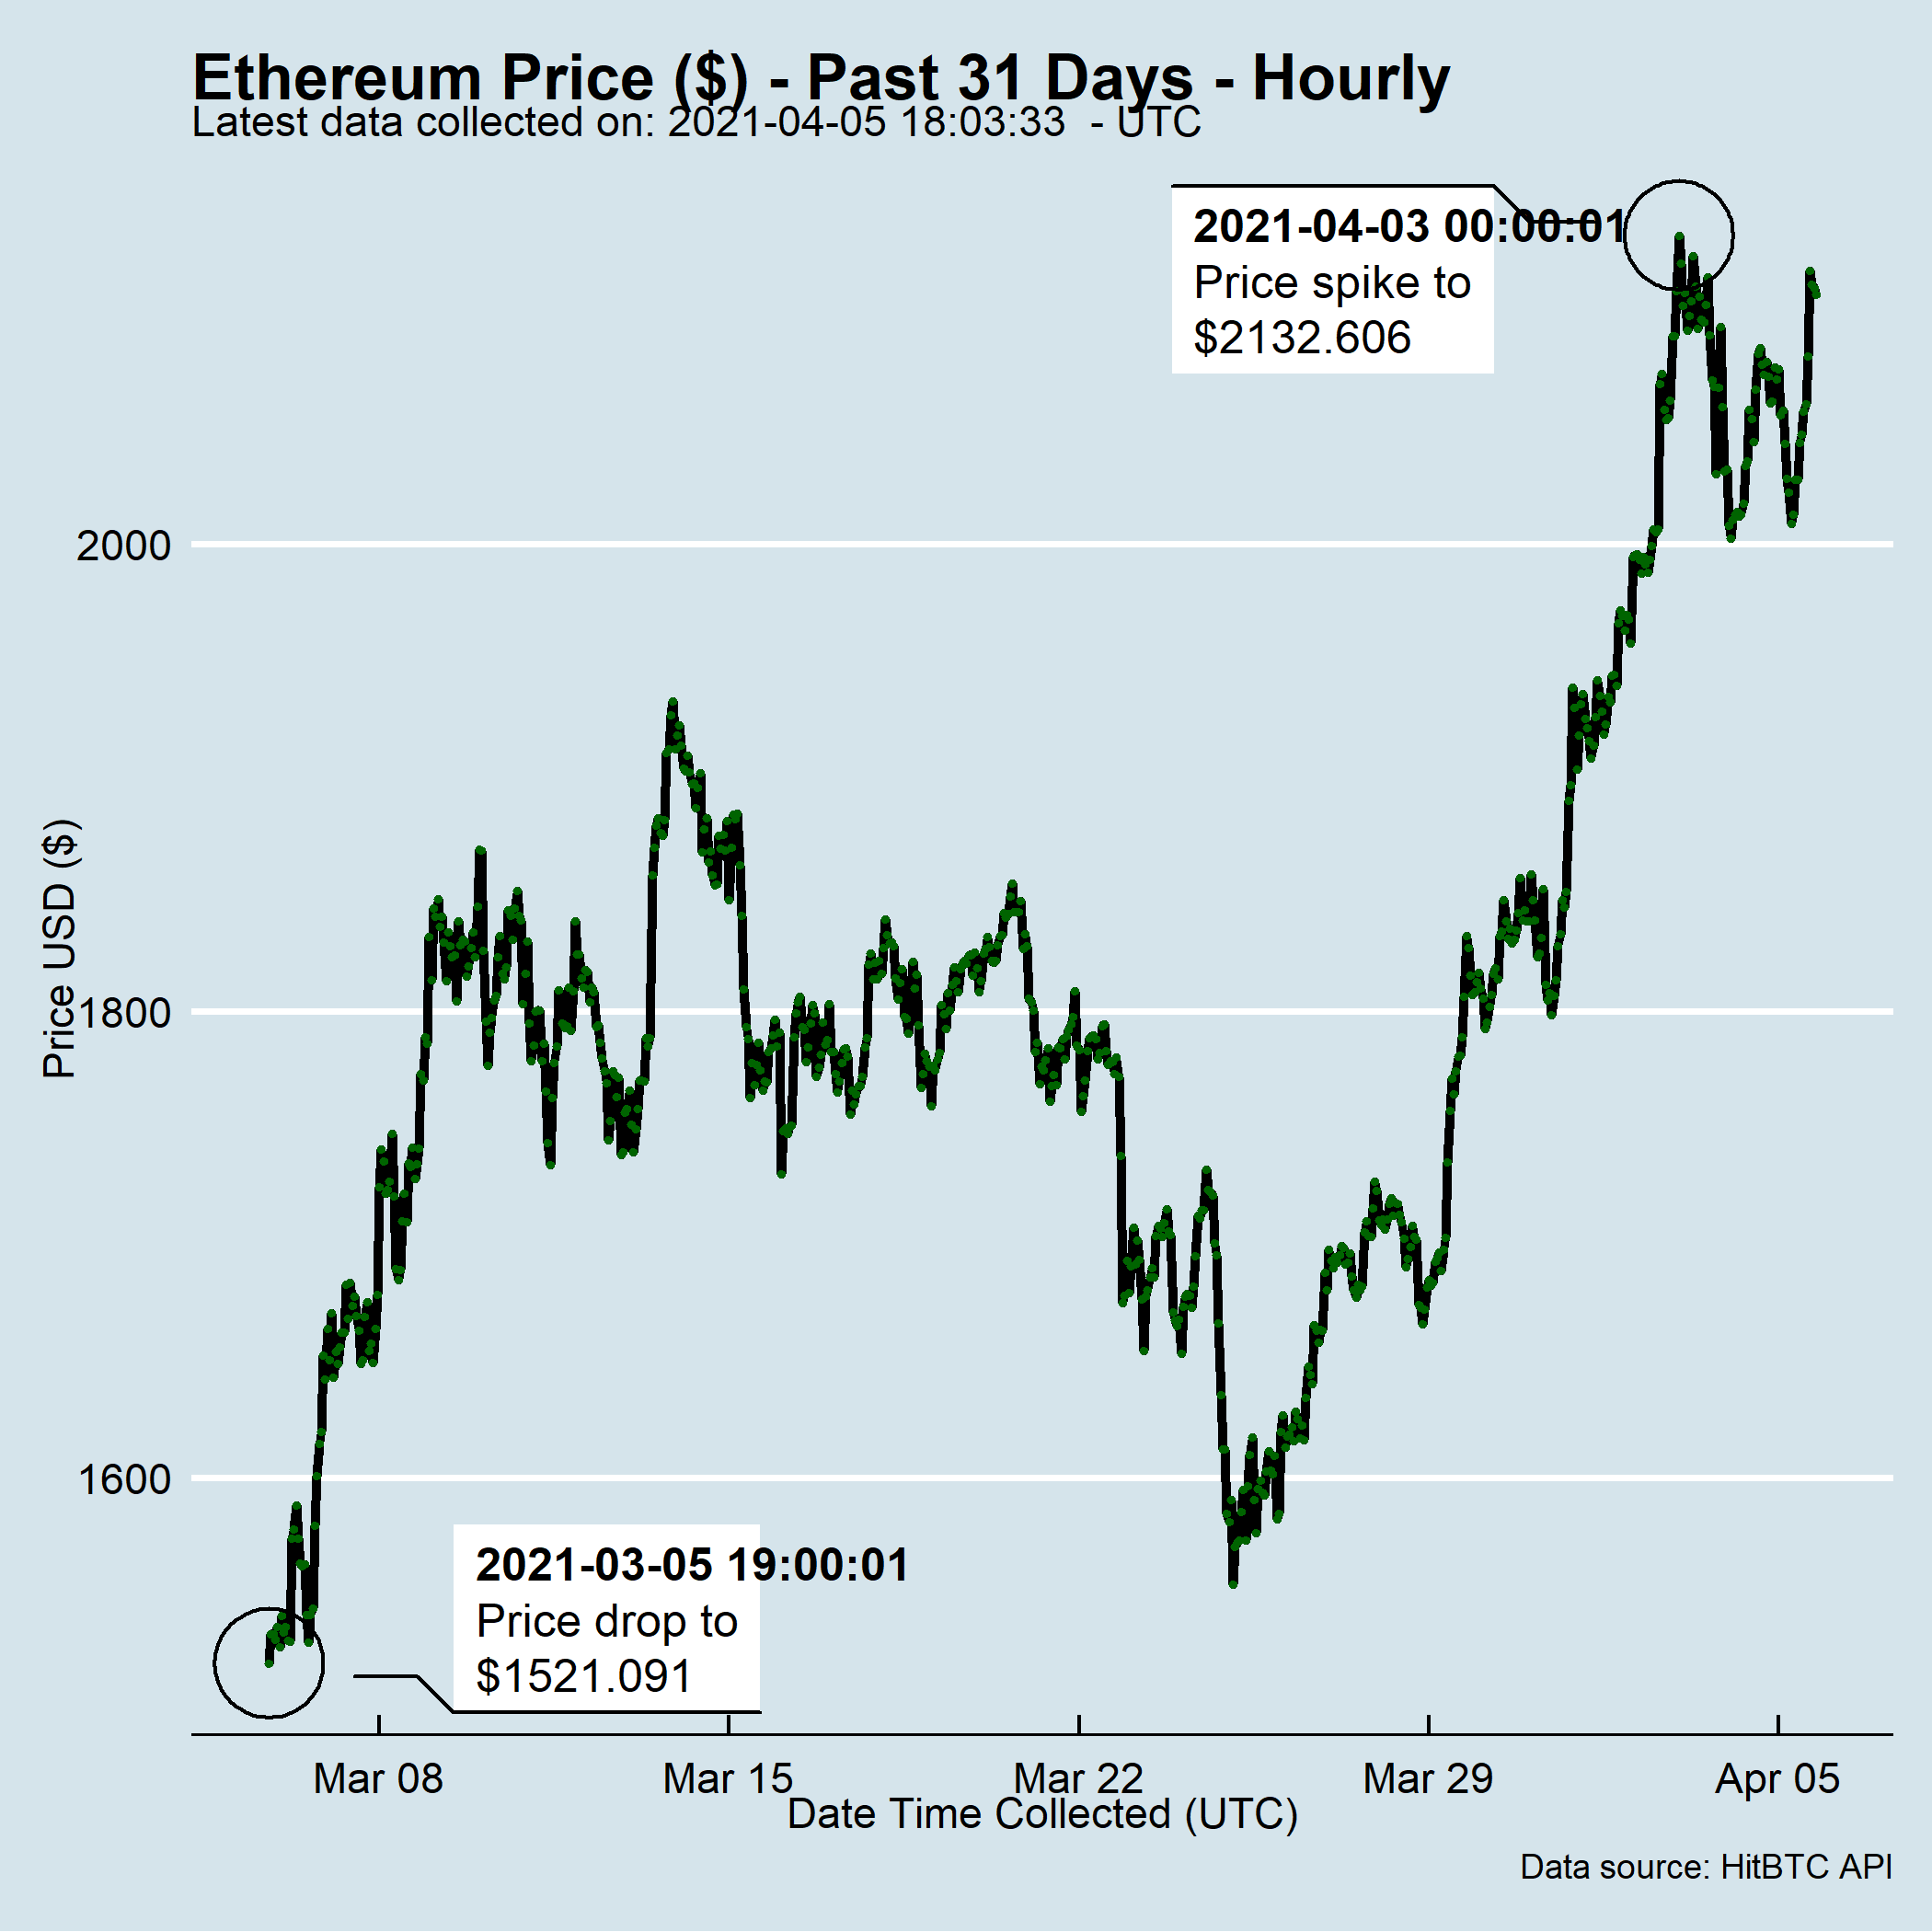 Ethereum Price ($) - Past 31 Days - Hourly
Latest data collected on: 2021-04-05 18:03:33  - UTC
2021-04-03 00:00:01
Price spike to
$2132.606
2000
1800
1600
Price USD ($)
2021-03-05 19:00:01
Price drop to
$1521.091
Mar 08
Mar 15
Mar 22
Mar 29
Apr 05
Date Time Collected (UTC)
Data source: HitBTC API